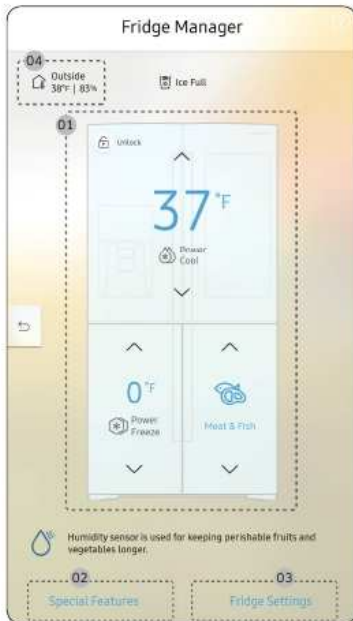 Fridge Manager
04
Outside
38°F | 83%
Ice Full
01
Unlock
37°F
Power
Cool
0°F
Power
Freeze
Meat & Fish
Humidity sensor is used for keeping perishable fruits and
vegetables longer.
02
03
Special Features
Fridge Settings